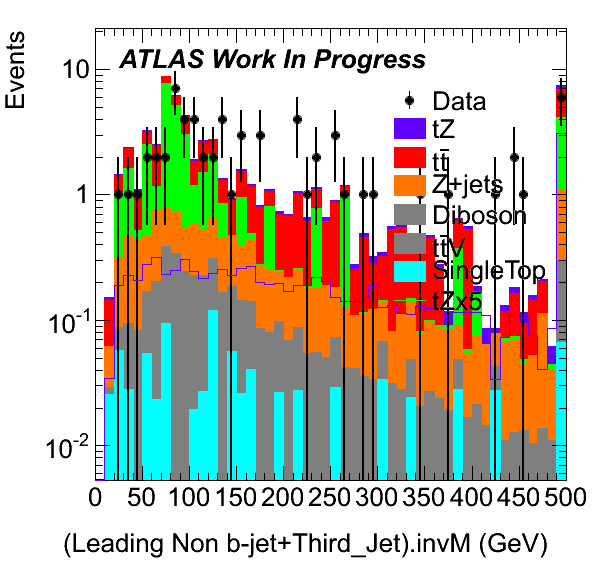 Events
ATLAS Work In Progress
10
1
10⁻¹
10⁻²
Data
tZ
tt̄
Z+jets
Diboson
tt̄V
SingleTop
tZx5
0 50 100 150 200 250 300 350 400 450 500
(Leading Non b-jet+Third_Jet).invM (GeV)